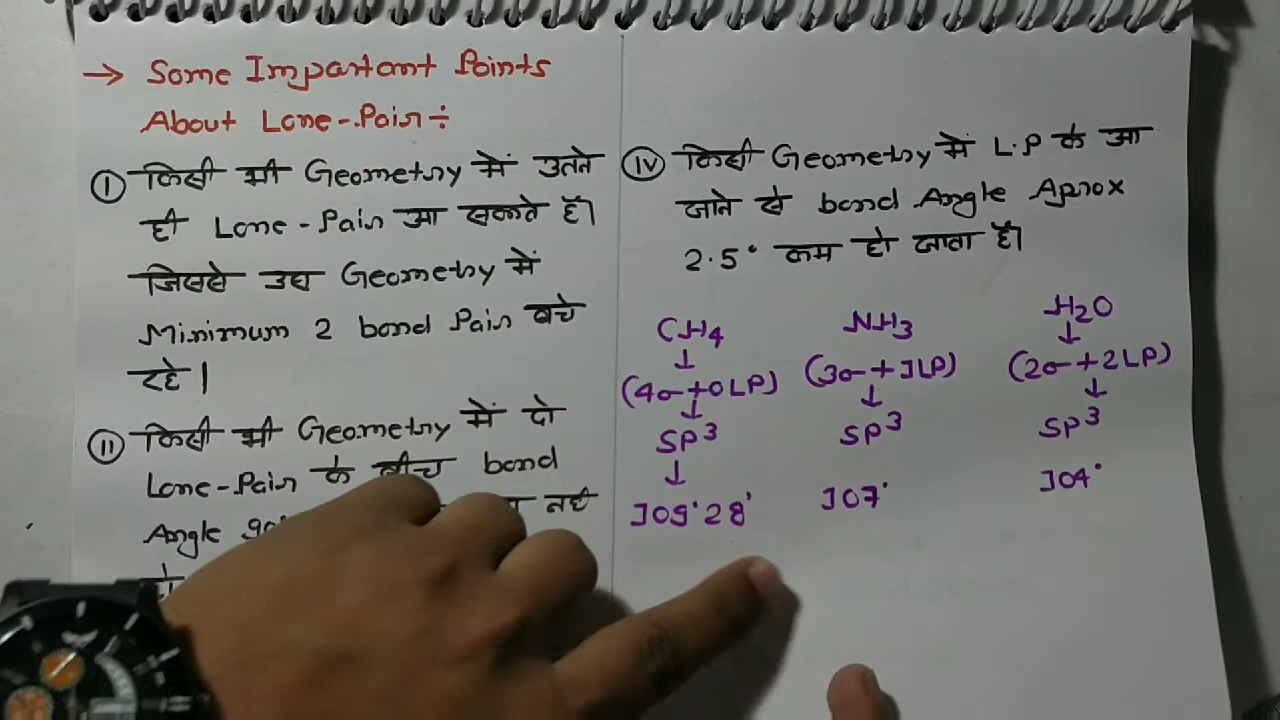 → Some Important Points
About Lone-Pair ÷
(I) किसी भी Geometry में उतने
ही Lone-Pair आ सकते हैं।
जिससे उस Geometry में
Minimum 2 bond Pair बचे
रहे।
(II) किसी भी Geometry में दो
Lone-Pair के बीच bond
Angle 90° नही
(IV) किसी Geometry में L.P के आ
जाने से bond Angle Aprox
2.5° कम हो जाता है।
CH4 NH3 H2O
↓ ↓ ↓
(4σ+0LP) (3σ+1LP) (2σ+2LP)
↓ ↓ ↓
SP³ SP³ SP³
↓
109°28' 107° 104°